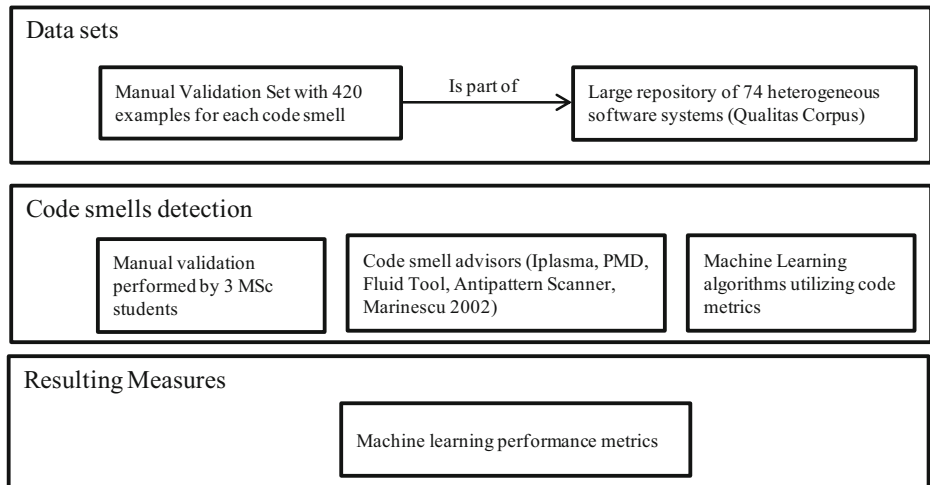 Data sets
Manual Validation Set with 420
examples for each code smell
Is part of
Large repository of 74 heterogeneous
software systems (Qualitas Corpus)
Code smells detection
Manual validation
performed by 3 MSc
students
Code smell advisors (Iplasma, PMD,
Fluid Tool, Antipattern Scanner,
Marinescu 2002)
Machine Learning
algorithms utilizing code
metrics
Resulting Measures
Machine learning performance metrics